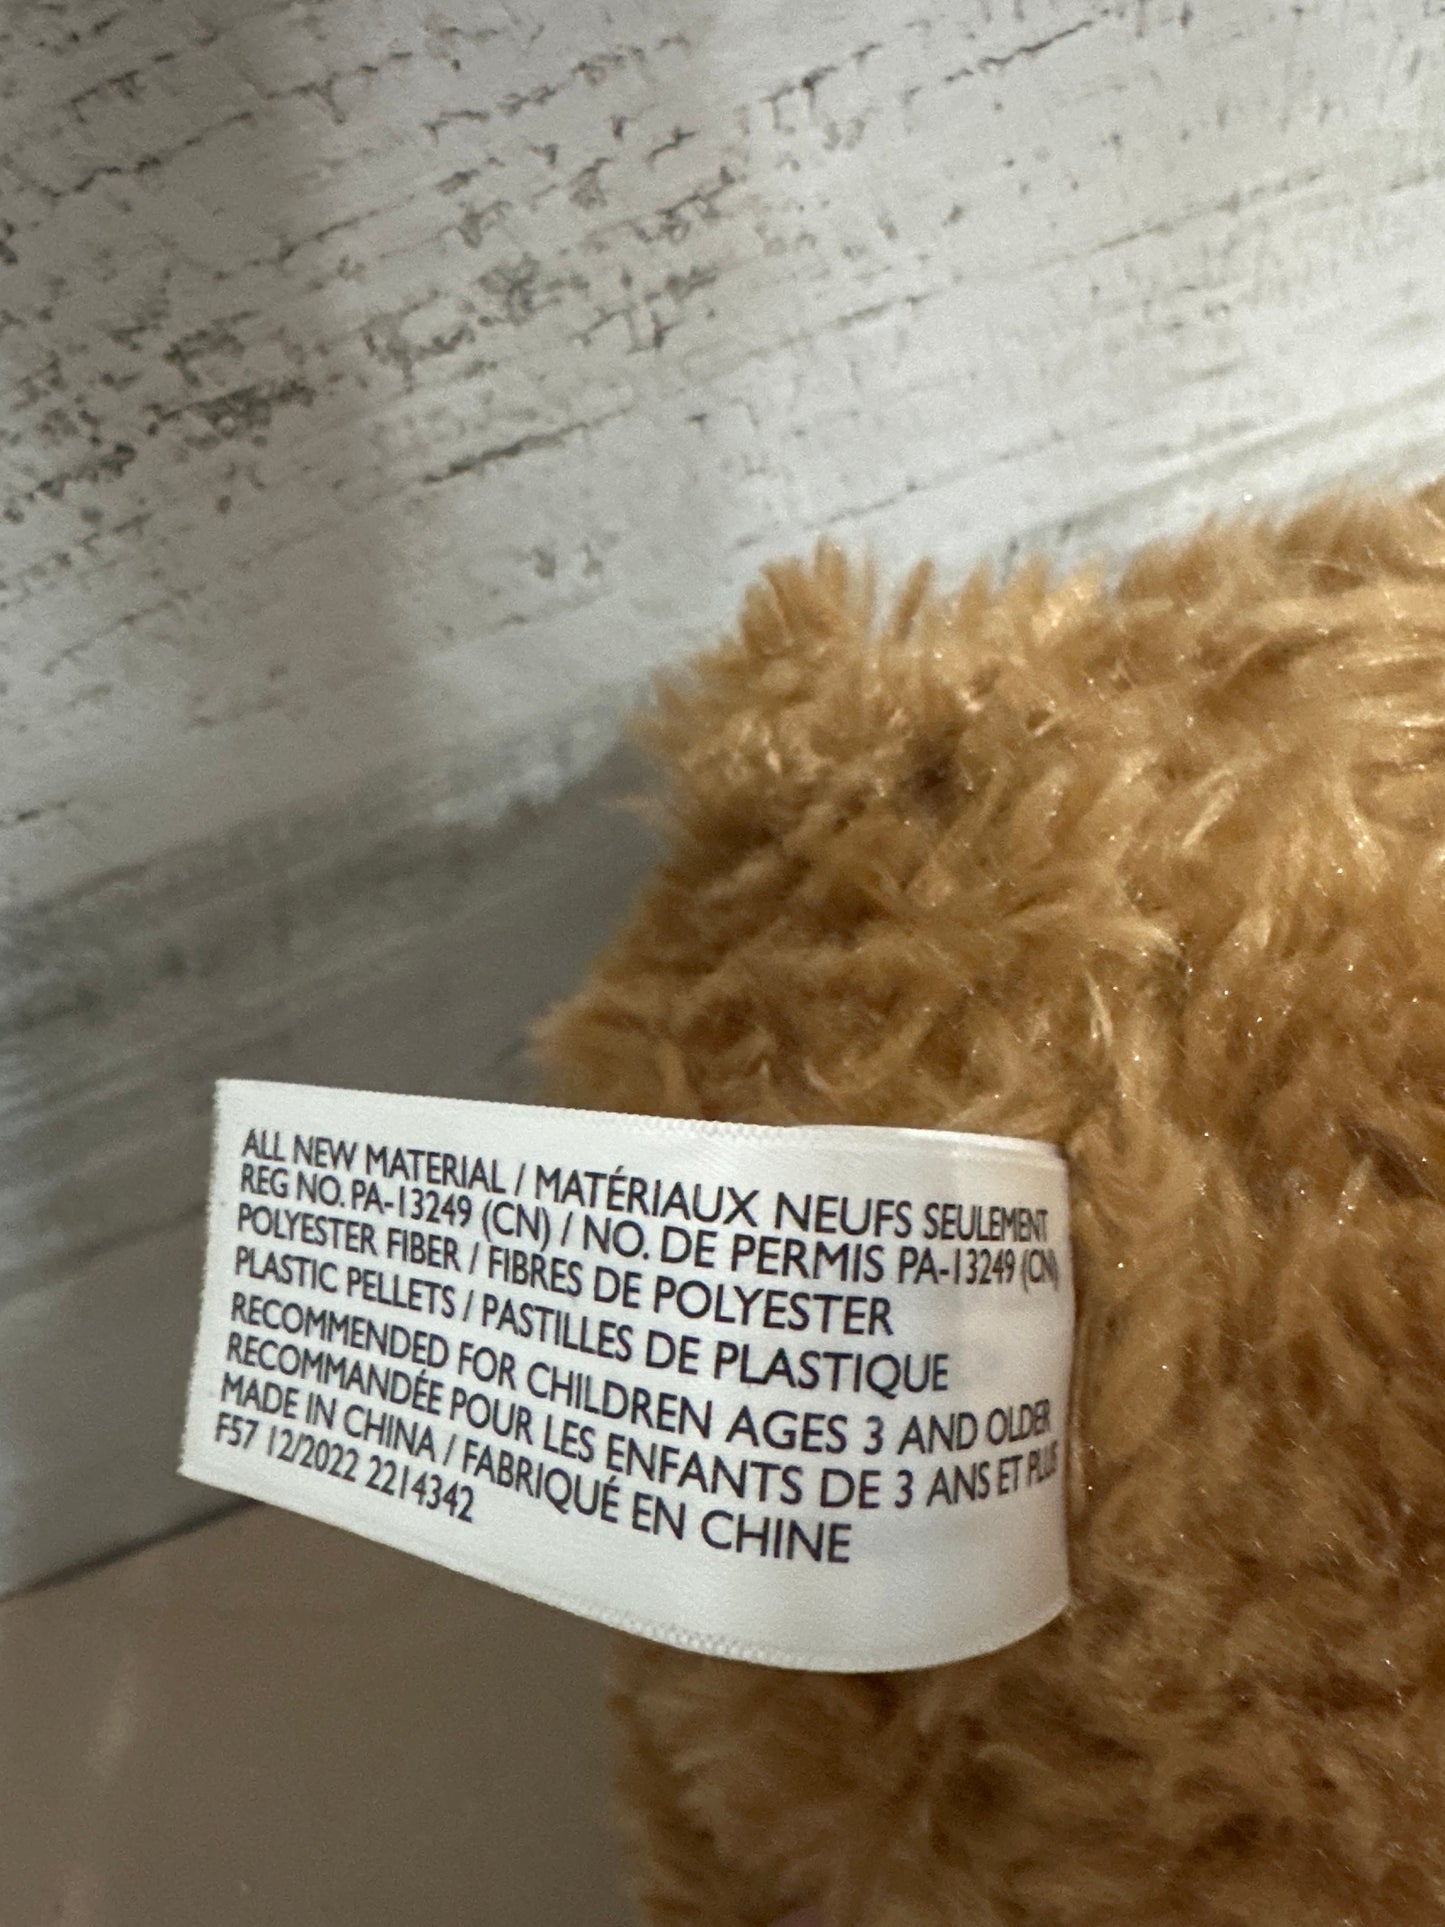 ALL NEW MATERIAL / MATÉRIAUX NEUFS SEULEMENT
REG NO. PA-13249 (CN) / NO. DE PERMIS PA-13249 (CN)
POLYESTER FIBER / FIBRES DE POLYESTER
PLASTIC PELLETS / PASTILLES DE PLASTIQUE
RECOMMENDED FOR CHILDREN AGES 3 AND OLDER
RECOMMANDÉE POUR LES ENFANTS DE 3 ANS ET PLUS
MADE IN CHINA / FABRIQUÉ EN CHINE
F57 12/2022 2214342